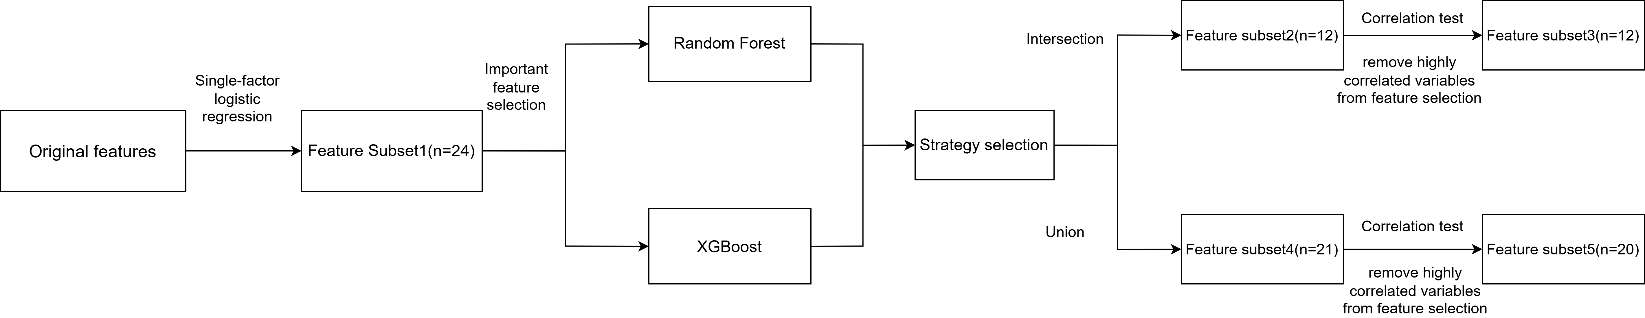 Original features
Single-factor
logistic
regression
Feature Subset1(n=24)
Important
feature
selection
Random Forest
XGBoost
Strategy selection
Intersection
Feature subset2(n=12)
Correlation test
remove highly
correlated variables
from feature selection
Feature subset3(n=12)
Union
Feature subset4(n=21)
Correlation test
remove highly
correlated variables
from feature selection
Feature subset5(n=20)